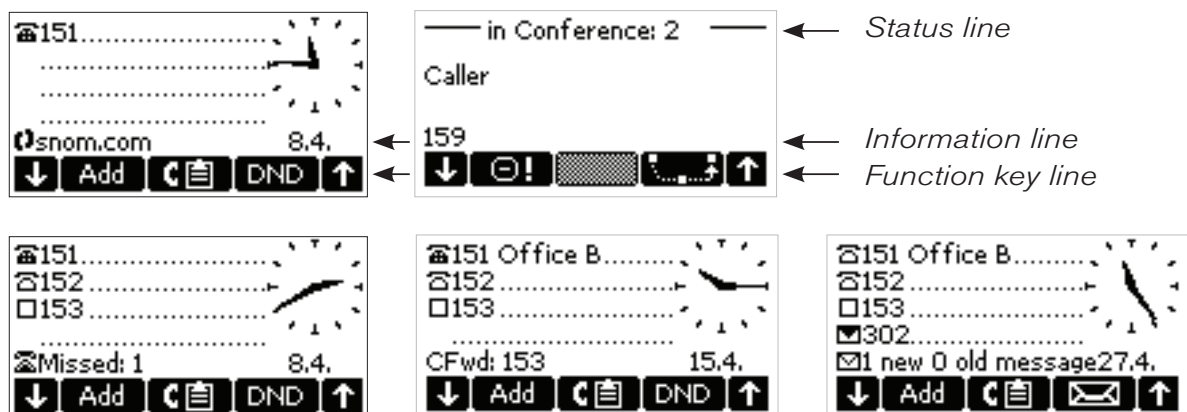 151....................
........................
........................
........................
snom.com 8.4.
Add DND
in Conference: 2
Caller
159
Status line
Information line
Function key line
151....................
152....................
153....................
........................
Missed: 1 8.4.
Add DND
151 Office B.........
152....................
153....................
........................
CFwd: 153 15.4.
Add DND
151 Office B.........
152....................
153....................
302....................
1 new 0 old message27.4.
Add